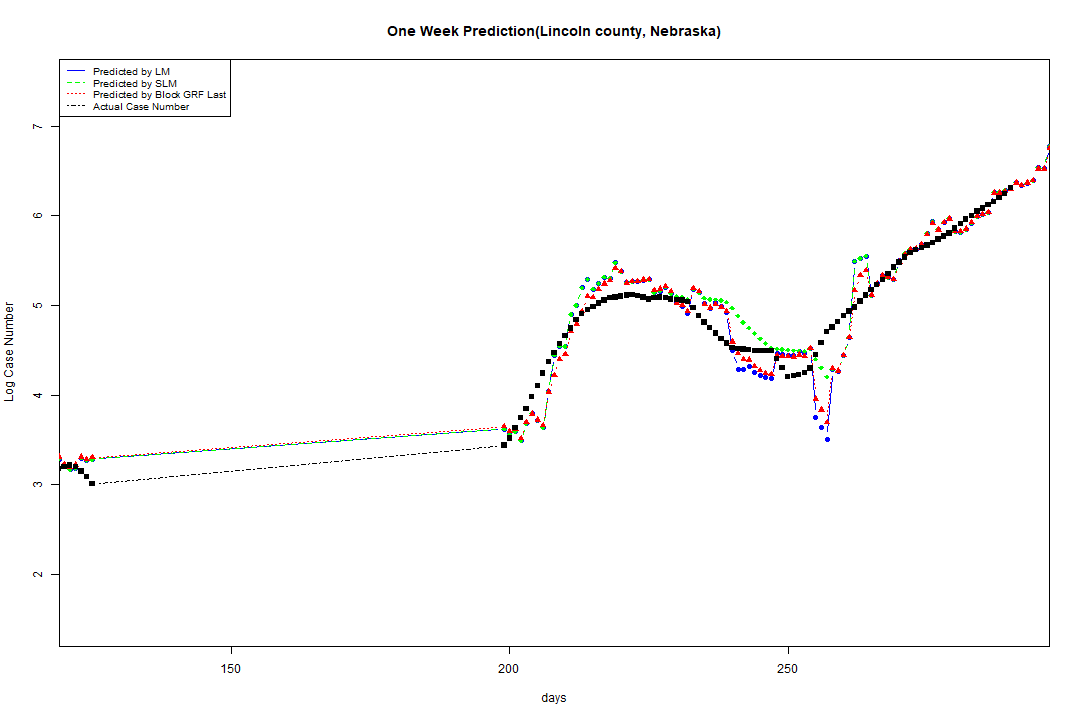 One Week Prediction(Lincoln county, Nebraska)
Predicted by LM
Predicted by SLM
Predicted by Block GRF Last
Actual Case Number
Log Case Number
7
6
5
4
3
2
150
200
250
days